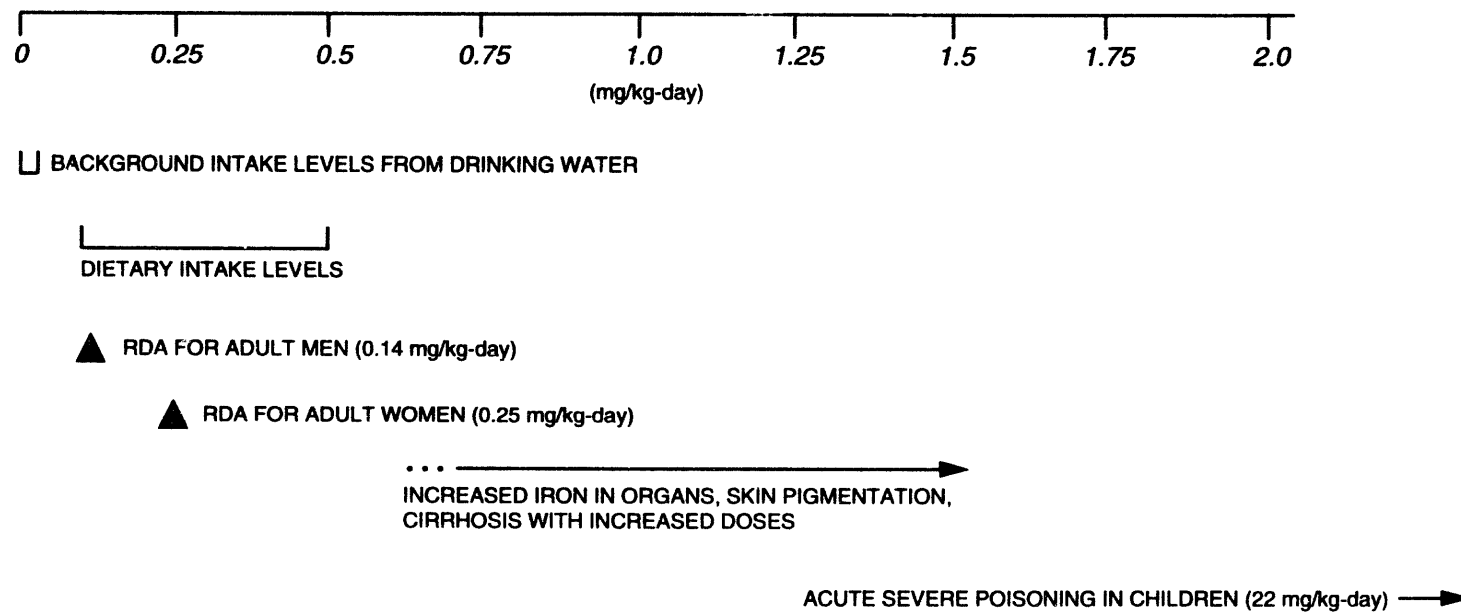 0 0.25 0.5 0.75 1.0 1.25 1.5 1.75 2.0
(mg/kg-day)
BACKGROUND INTAKE LEVELS FROM DRINKING WATER
DIETARY INTAKE LEVELS
RDA FOR ADULT MEN (0.14 mg/kg-day)
RDA FOR ADULT WOMEN (0.25 mg/kg-day)
INCREASED IRON IN ORGANS, SKIN PIGMENTATION,
CIRRHOSIS WITH INCREASED DOSES
ACUTE SEVERE POISONING IN CHILDREN (22 mg/kg-day)